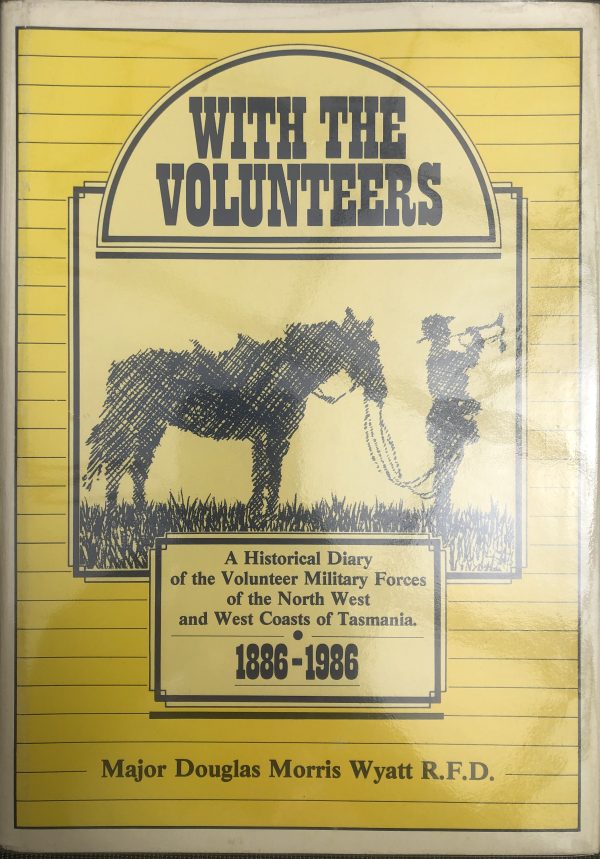 WITH THE
VOLUNTEERS
A Historical Diary
of the Volunteer Military Forces
of the North West
and West Coasts of Tasmania.
1886-1986
Major Douglas Morris Wyatt R.F.D.